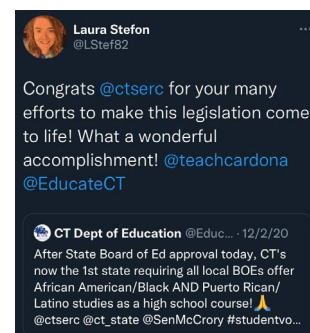 Laura Stefon
@LStef82
Congrats @ctserc for your many
efforts to make this legislation come
to life! What a wonderful
accomplishment! @teachcardona
@EducateCT
CT Dept of Education @Educ... · 12/2/20
After State Board of Ed approval today, CT's
now the 1st state requiring all local BOEs offer
African American/Black AND Puerto Rican/
Latino studies as a high school course!🙏
@ctserc @ct_state @SenMcCrory #studentvo...